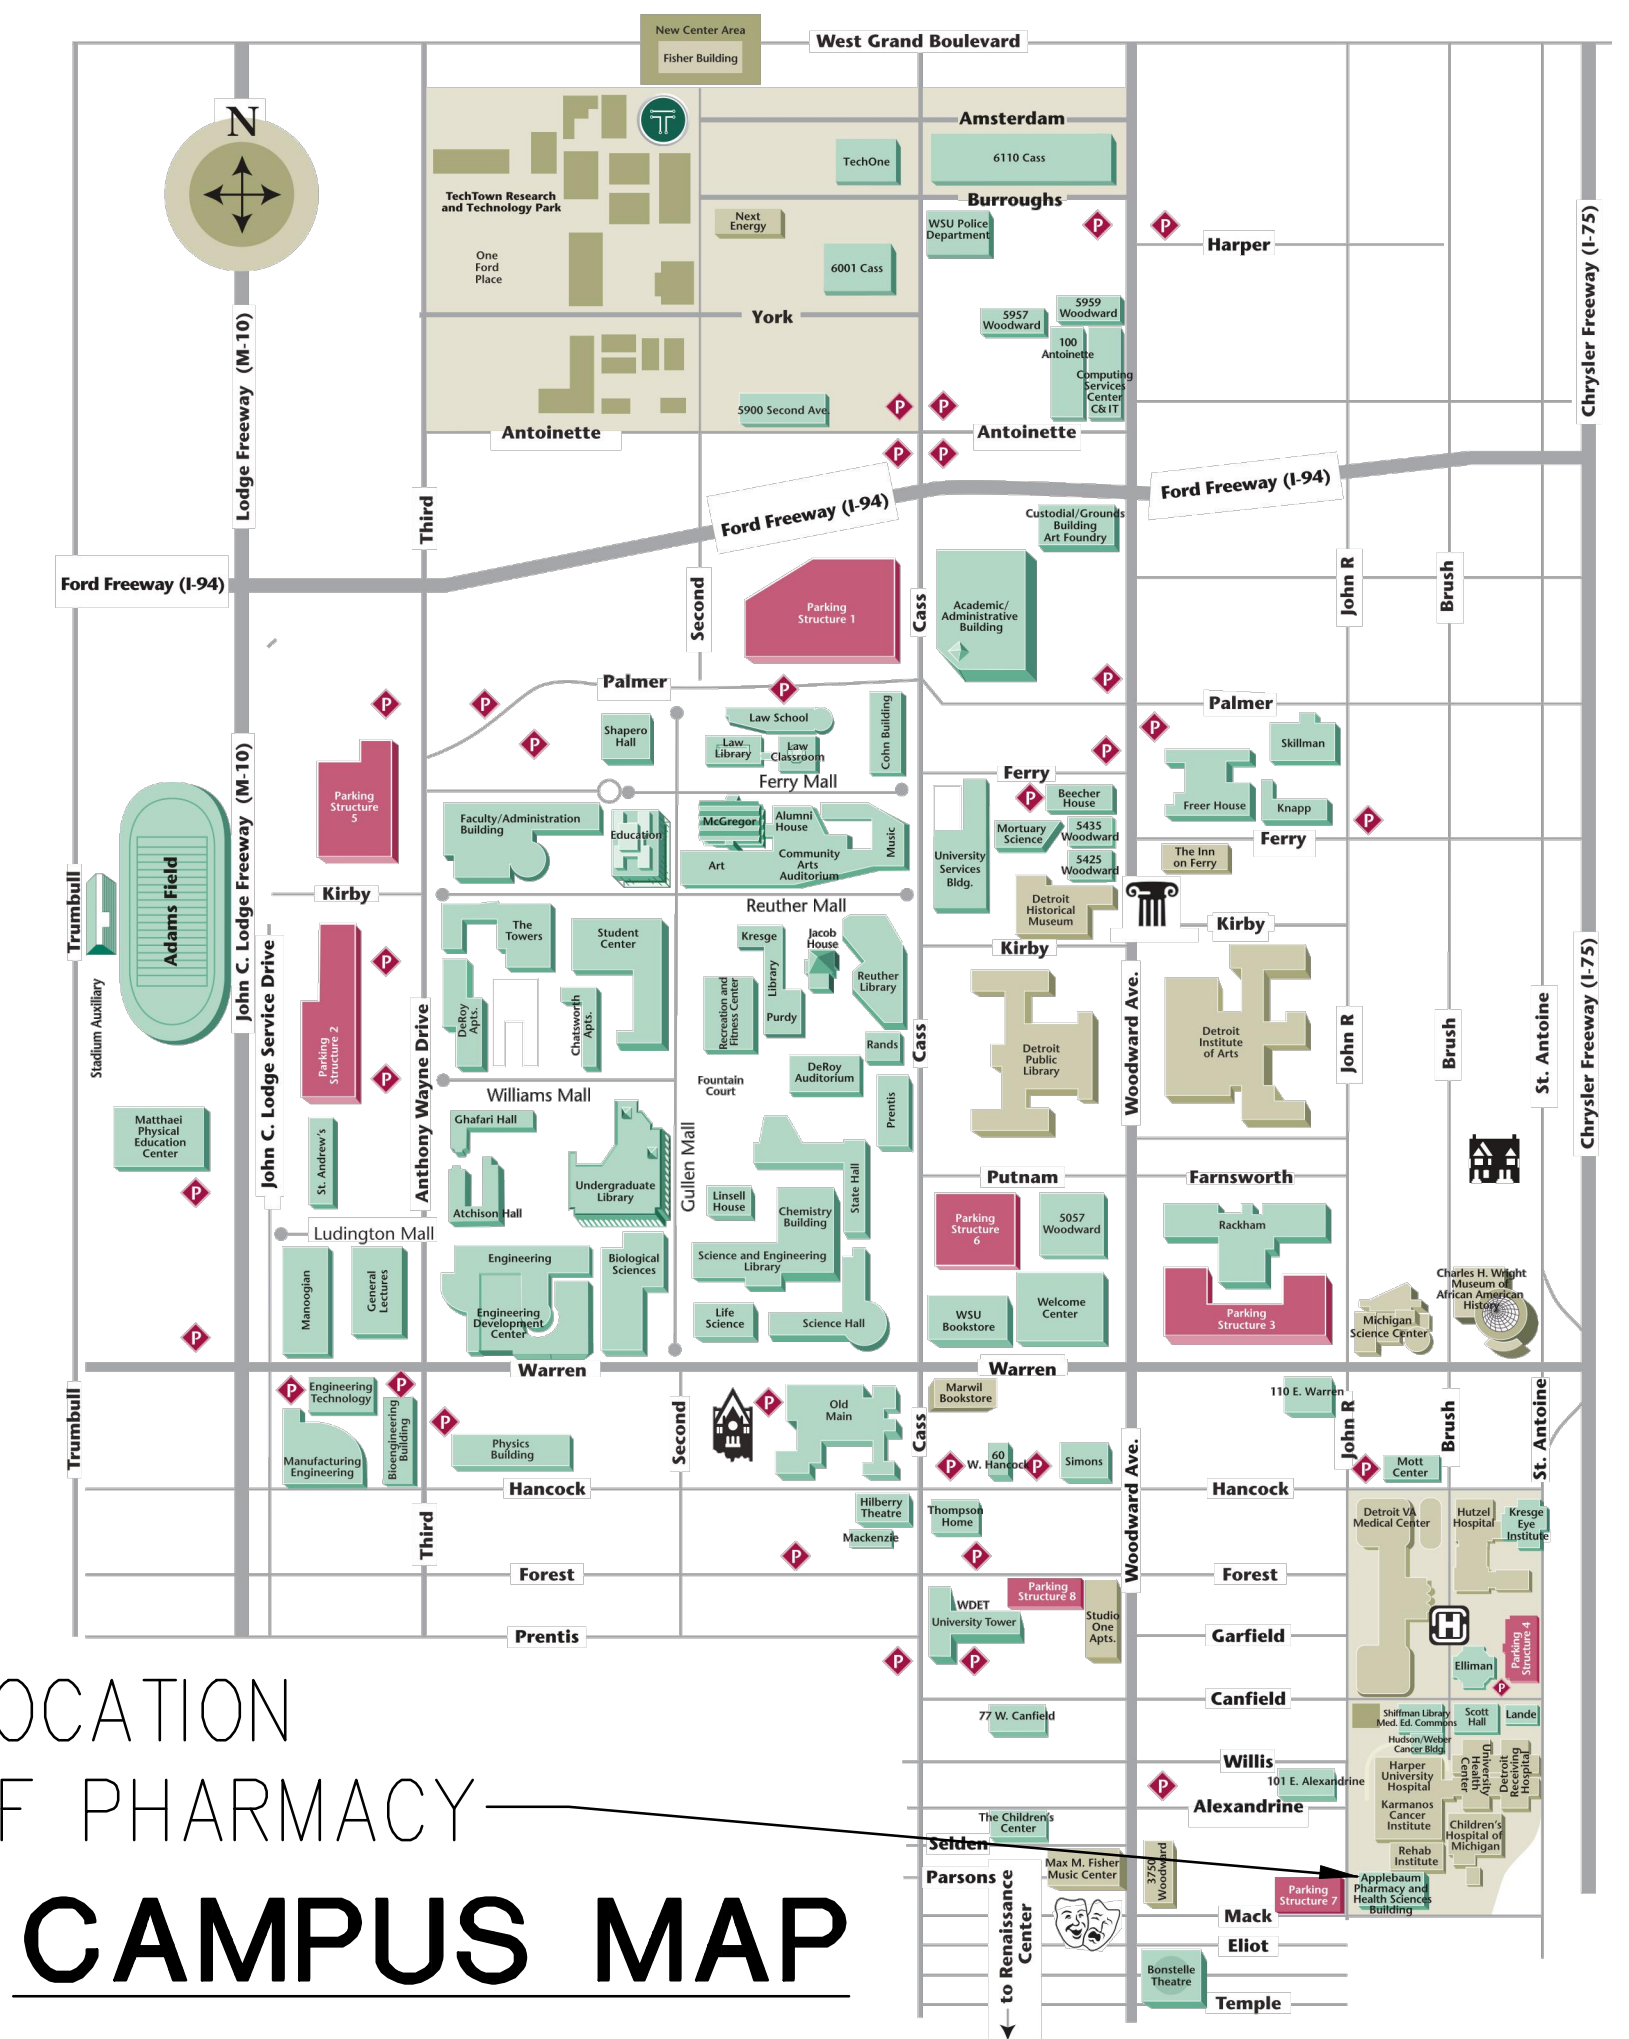 New Center Area
Fisher Building
West Grand Boulevard
N
Amsterdam
TechOne
6110 Cass
TechTown Research
and Technology Park
Burroughs
Next
Energy
WSU Police
Department
P
P
Harper
One
Ford
Place
6001 Cass
5959
Woodward
5957
Woodward
York
100
Antoinette
Computing
Services
Center
C& IT
Lodge Freeway (M-10)
Chrysler Freeway (I-75)
5900 Second Ave.
P
P
Antoinette
Antoinette
P
P
Third
Ford Freeway (I-94)
Ford Freeway (I-94)
Ford Freeway (I-94)
Custodial/Grounds
Building
Art Foundry
Second
Parking
Structure 1
Cass
Academic/
Administrative
Building
John R
Brush
Palmer
P
P
P
P
P
Palmer
P
Shapero
Hall
Law School
Law
Library
Law
Classroom
Cohn Building
P
Skillman
Ferry Mall
Ferry
P
Beecher
House
Freer House
Knapp
P
Parking
Structure
5
Faculty/Administration
Building
Education
McGregor
Alumni
House
Music
Art
Community
Arts
Auditorium
University
Services
Bldg.
Mortuary
Science
5435
Woodward
5425
Woodward
Ferry
The Inn
on Ferry
John C. Lodge Freeway (M-10)
Adams Field
Trumbull
Stadium Auxiliary
Kirby
Reuther Mall
Detroit
Historical
Museum
Kirby
Kirby
The
Towers
Student
Center
Kresge
Library
Purdy
Jacob
House
Reuther
Library
P
John C. Lodge Service Drive
Parking
Structure 2
P
Anthony Wayne Drive
DeRoy
Apts.
Chatsworth
Apts.
Recreation and
Fitness Center
Rands
Cass
DeRoy
Auditorium
Fountain
Court
Prentis
Detroit
Public
Library
Woodward Ave.
Detroit
Institute
of Arts
John R
Brush
St. Antoine
Chrysler Freeway (I-75)
Williams Mall
Matthaei
Physical
Education
Center
P
St. Andrew's
Ghafari Hall
Atchison Hall
Undergraduate
Library
Gullen Mall
Linsell
House
Chemistry
Building
State Hall
Putnam
Farnsworth
Parking
Structure
6
5057
Woodward
Rackham
Ludington Mall
Manoogian
General
Lectures
Engineering
Engineering
Development
Center
Biological
Sciences
Science and Engineering
Library
Life
Science
Science Hall
WSU
Bookstore
Welcome
Center
Parking
Structure 3
Michigan
Science Center
Charles H. Wright
Museum of
African American
History
P
Warren
Warren
Trumbull
P
Engineering
Technology
P
Bioengineering
Building
Manufacturing
Engineering
P
Physics
Building
Second
P
Old
Main
Cass
Marwil
Bookstore
110 E. Warren
John R
Brush
St. Antoine
P
60
W. Hancock
P
Simons
Woodward Ave.
P
Mott
Center
Hancock
Hancock
Third
Hilberry
Theatre
Mackenzie
Thompson
Home
P
P
Detroit VA
Medical Center
Hutzel
Hospital
Kresge
Eye
Institute
Forest
Forest
WDET
University Tower
Parking
Structure 8
Studio
One
Apts.
H
Parking
Structure 4
Prentis
Garfield
P
P
Elliman
P
Canfield
OCATION
77 W. Canfield
Shiffman Library
Med. Ed. Commons
Scott
Hall
Lande
Hudson/Weber
Cancer Bldg.
Willis
P
101 E. Alexandrine
Harper
University
Hospital
University
Health
Center
Detroit
Receiving
Hospital
Karmanos
Cancer
Institute
Children's
Hospital of
Michigan
F PHARMACY
Alexandrine
The Children's
Center
Selden
Parsons
Max M. Fisher
Music Center
3750
Woodward
Rehab
Institute
Applebaum
Pharmacy and
Health Sciences
Building
Parking
Structure 7
Mack
to Renaissance
Center
Eliot
Bonstelle
Theatre
Temple
CAMPUS MAP